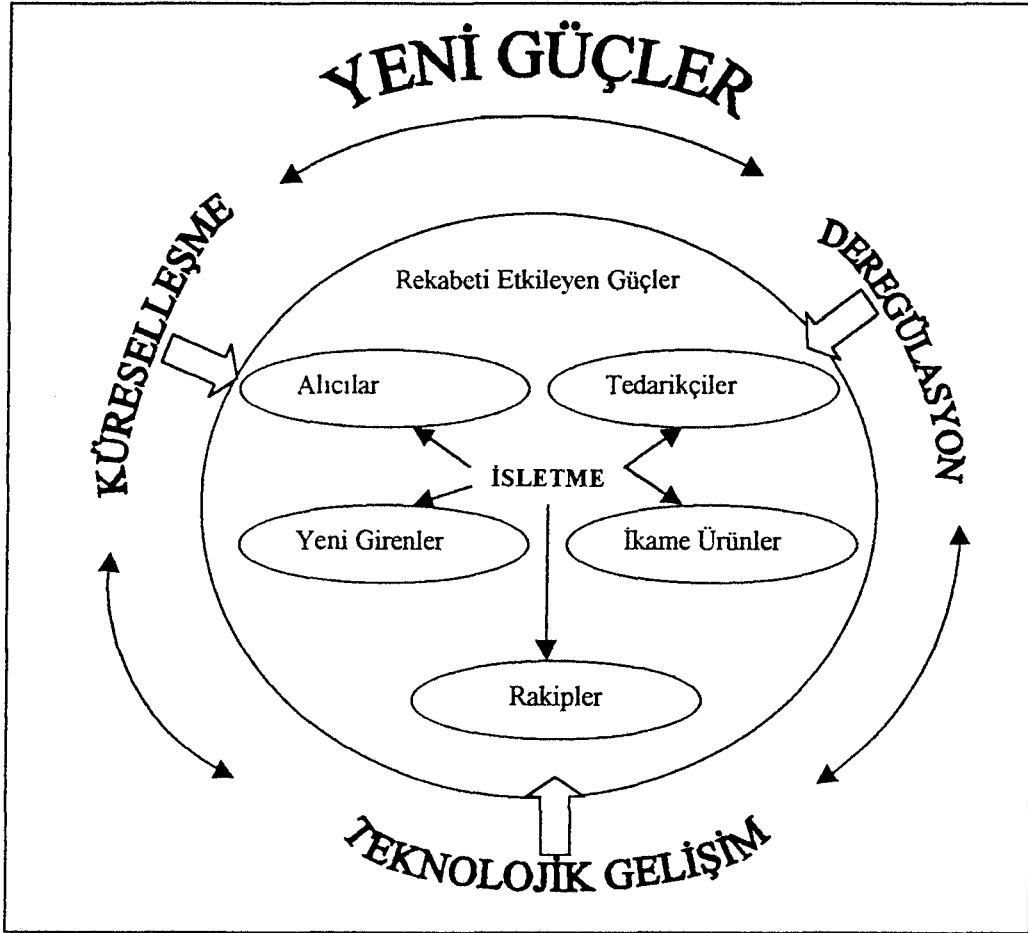 YENİ GÜÇLER
KÜRESELLEŞME
DEREGÜLASYON
Rekabeti Etkileyen Güçler
Alıcılar
Tedarikçiler
İSLETME
Yeni Girenler
İkame Ürünler
Rakipler
TEKNOLOJİK GELİŞİM